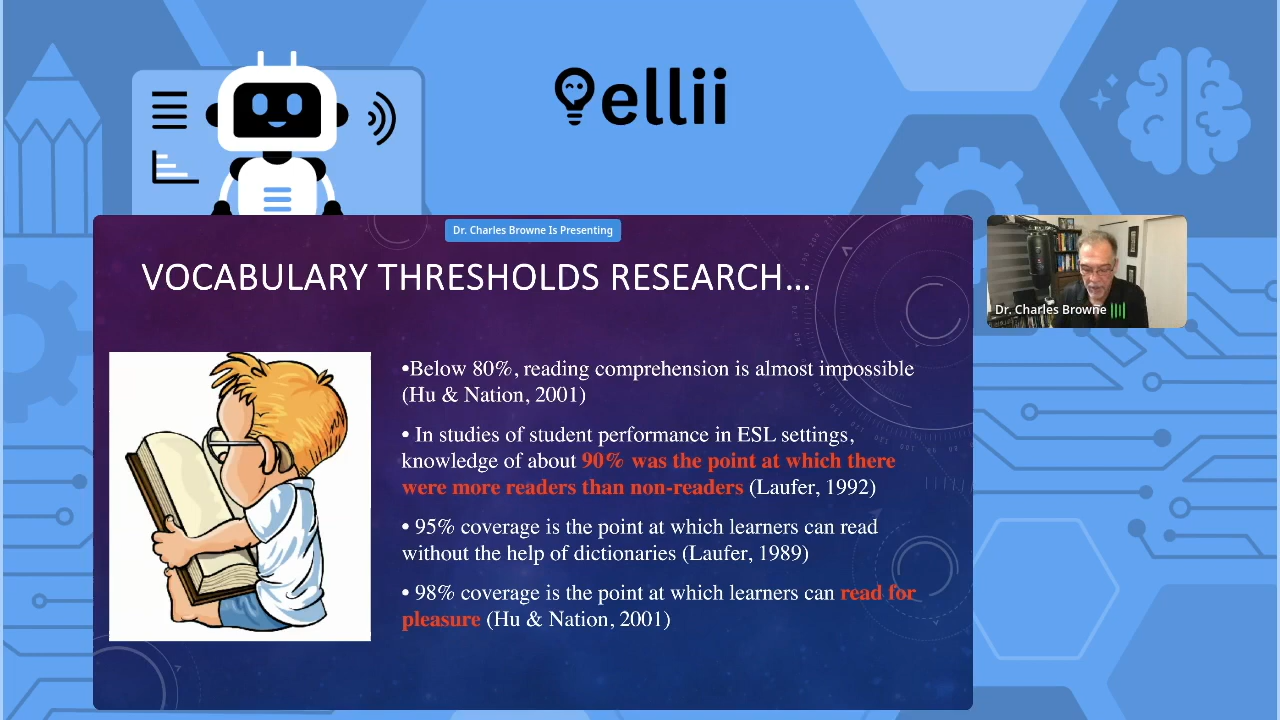 ellii
Dr. Charles Browne Is Presenting
VOCABULARY THRESHOLDS RESEARCH...
•Below 80%, reading comprehension is almost impossible
(Hu & Nation, 2001)
• In studies of student performance in ESL settings,
knowledge of about 90% was the point at which there
were more readers than non-readers (Laufer, 1992)
• 95% coverage is the point at which learners can read
without the help of dictionaries (Laufer, 1989)
• 98% coverage is the point at which learners can read for
pleasure (Hu & Nation, 2001)
Dr. Charles Browne